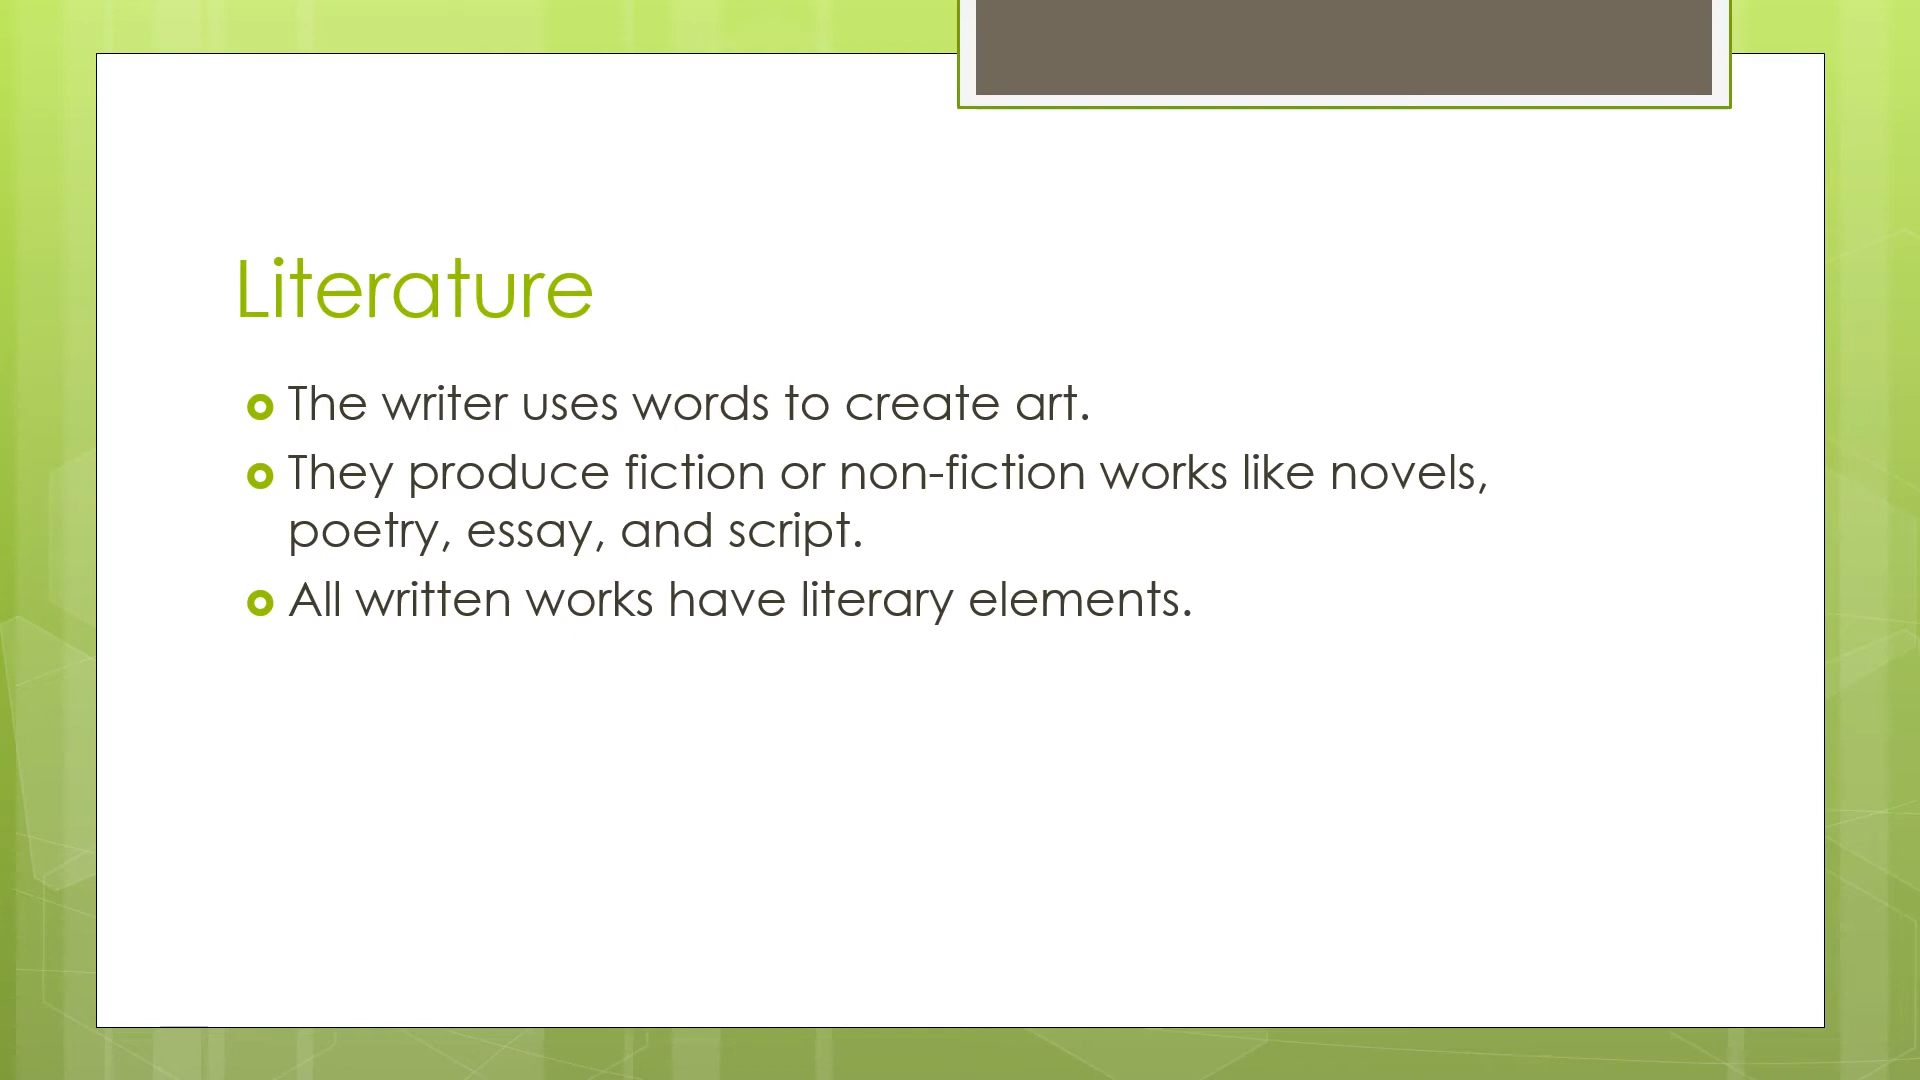 Literature
The writer uses words to create art.
They produce fiction or non-fiction works like novels,
poetry, essay, and script.
All written works have literary elements.